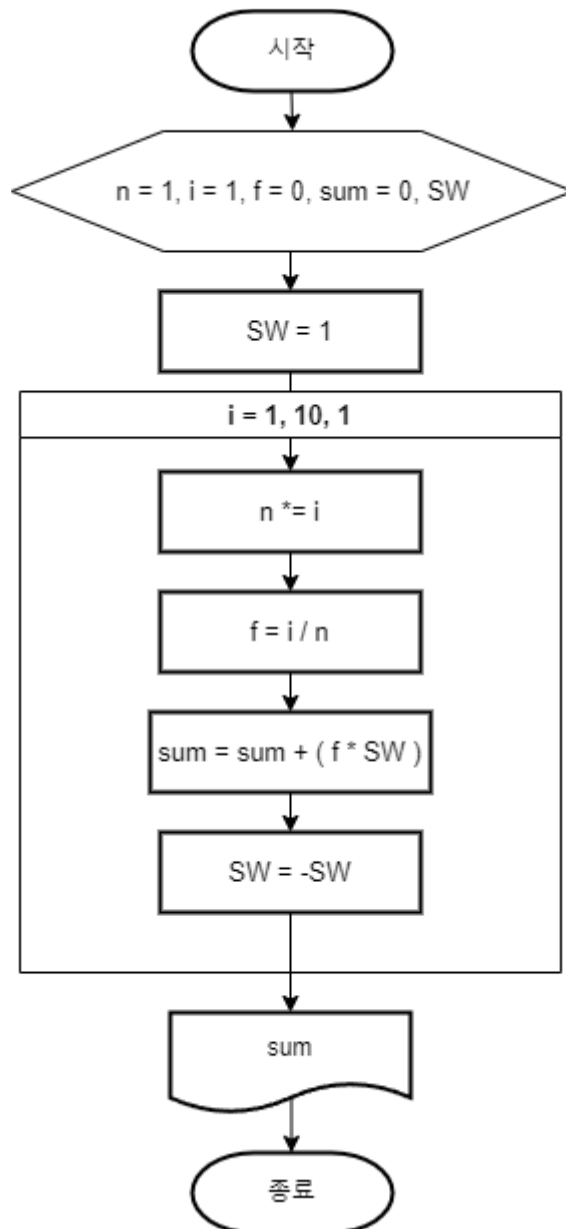 시작
n = 1, i = 1, f = 0, sum = 0, SW
SW = 1
i = 1, 10, 1
n *= i
f = i / n
sum = sum + ( f * SW )
SW = -SW
sum
종료